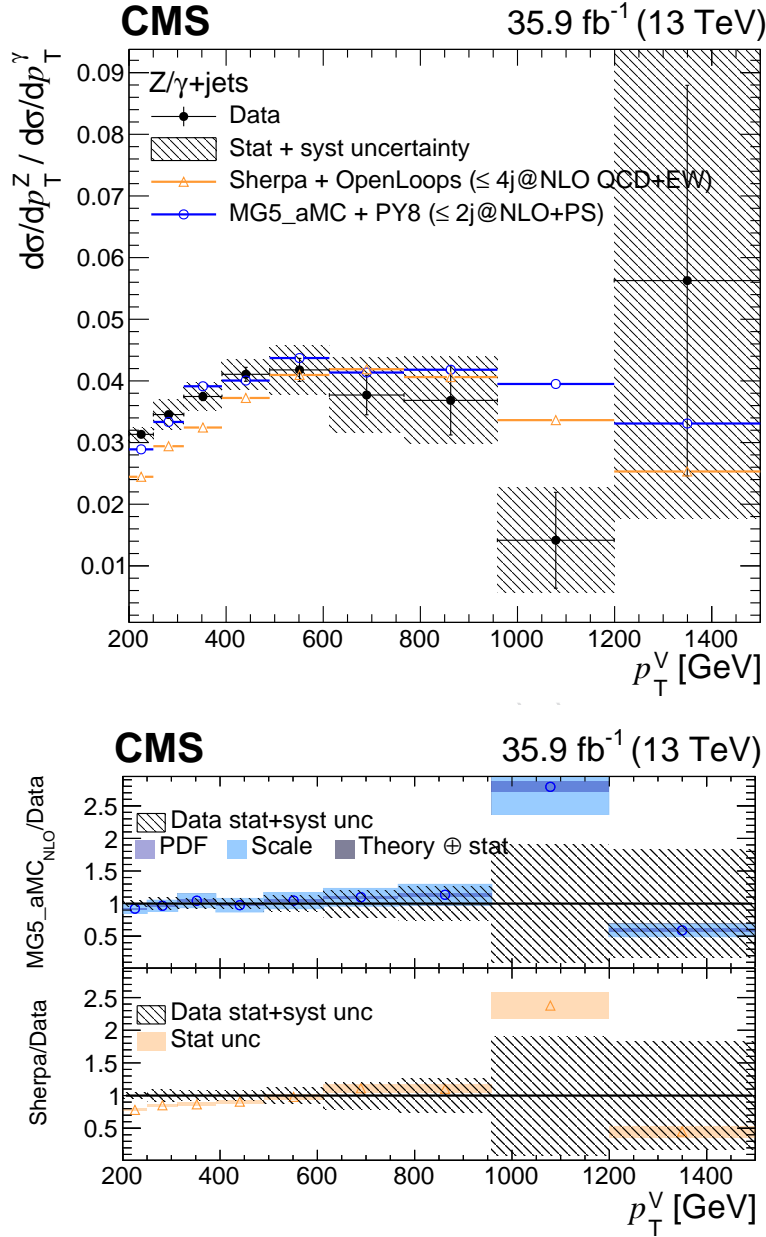 CMS 35.9 fb⁻¹ (13 TeV)
dσ/dp_T^Z / dσ/dp_T^γ
Z/γ+jets
Data
Stat + syst uncertainty
Sherpa + OpenLoops (≤ 4j@NLO QCD+EW)
MG5_aMC + PY8 (≤ 2j@NLO+PS)
0.09
0.08
0.07
0.06
0.05
0.04
0.03
0.02
0.01
200 400 600 800 1000 1200 1400
p_T^V [GeV]
CMS 35.9 fb⁻¹ (13 TeV)
MG5_aMC_NLO/Data
Data stat+syst unc
PDF Scale Theory ⊕ stat
2.5
2
1.5
1
0.5
Sherpa/Data
Data stat+syst unc
Stat unc
2.5
2
1.5
1
0.5
200 400 600 800 1000 1200 1400
p_T^V [GeV]